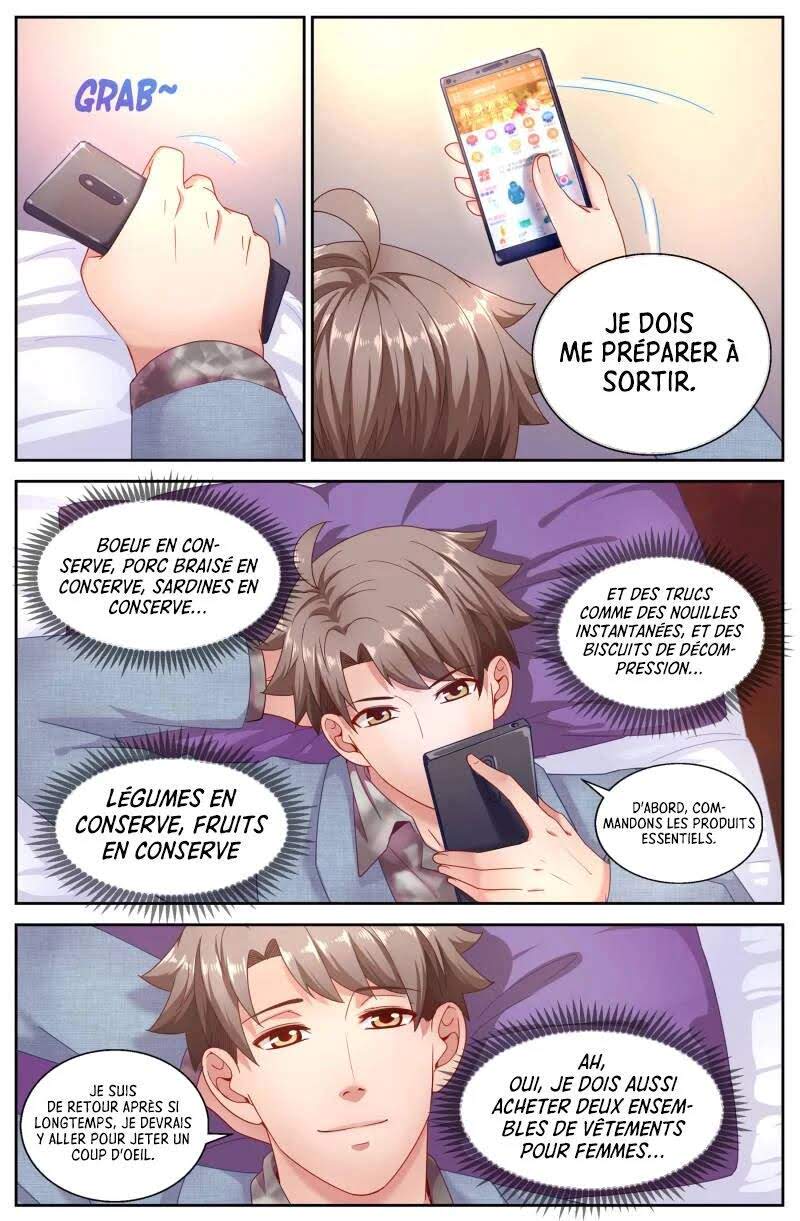 GRAB~
JE DOIS
ME PRÉPARER À
SORTIR.
BOEUF EN CON-
SERVE, PORC BRAISÉ EN
CONSERVE, SARDINES EN
CONSERVE...
ET DES TRUCS
COMME DES NOUILLES
INSTANTANÉES, ET DES
BISCUITS DE DÉCOM-
PRESSION...
LÉGUMES EN
CONSERVE, FRUITS
EN CONSERVE
D'ABORD, COM-
MANDONS LES PRODUITS
ESSENTIELS.
JE SUIS
DE RETOUR APRÈS SI
LONGTEMPS, JE DEVRAIS
Y ALLER POUR JETER UN
COUP D'OEIL.
AH,
OUI, JE DOIS AUSSI
ACHETER DEUX ENSEM-
BLES DE VÊTEMENTS
POUR FEMMES...